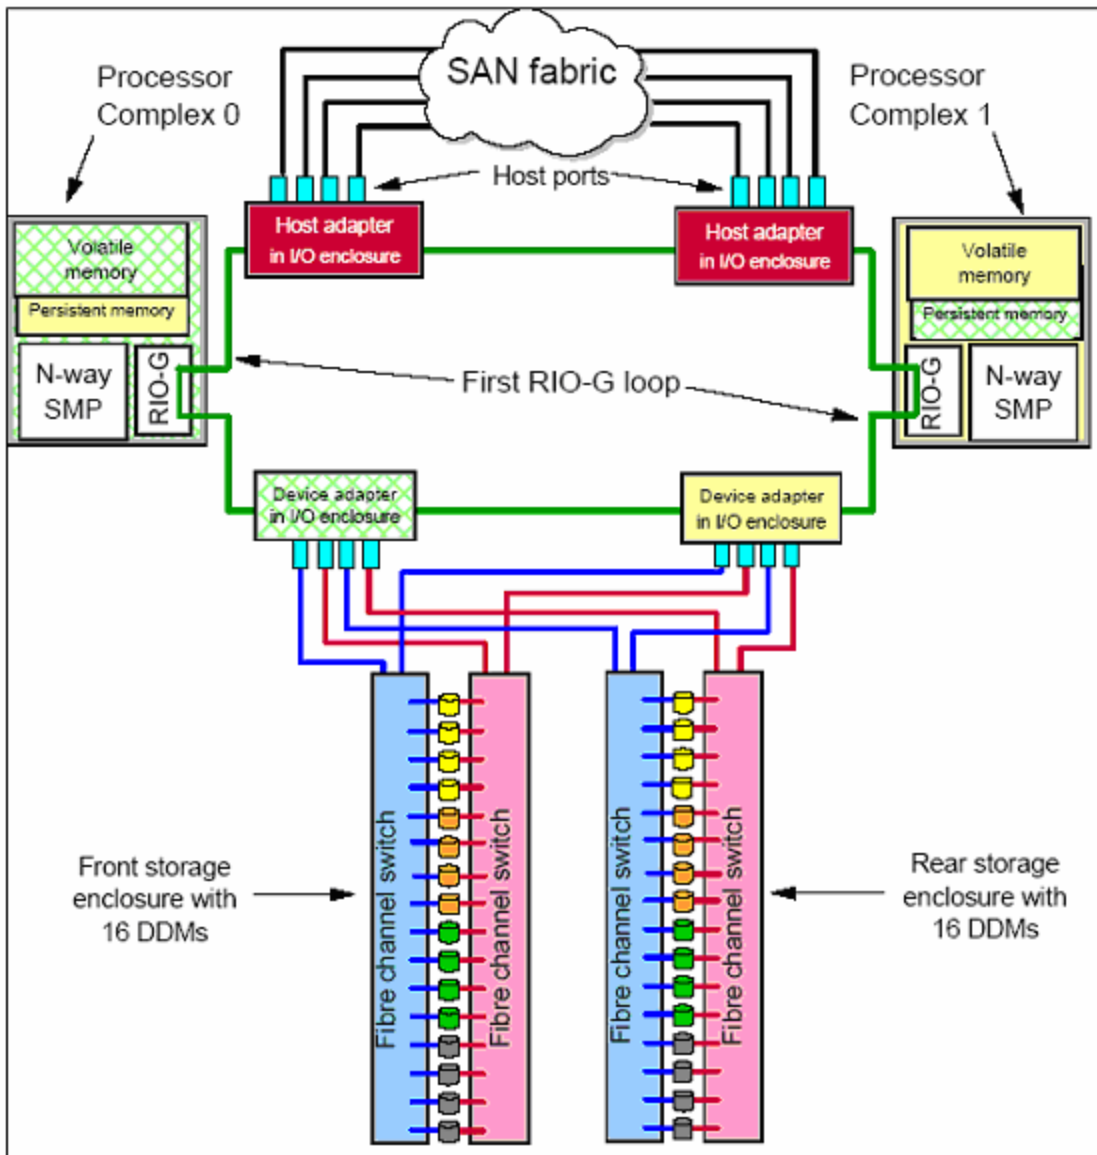 SAN fabric
Processor
Complex 0
Processor
Complex 1
Host ports
Host adapter
in I/O enclosure
Host adapter
in I/O enclosure
Volatile
memory
Persistent memory
N-way
SMP
RIO-G
Volatile
memory
Persistent memory
RIO-G
N-way
SMP
First RIO-G loop
Device adapter
in I/O enclosure
Device adapter
in I/O enclosure
Front storage
enclosure with
16 DDMs
Fibre channel switch
Fibre channel switch
Fibre channel switch
Fibre channel switch
Rear storage
enclosure with
16 DDMs